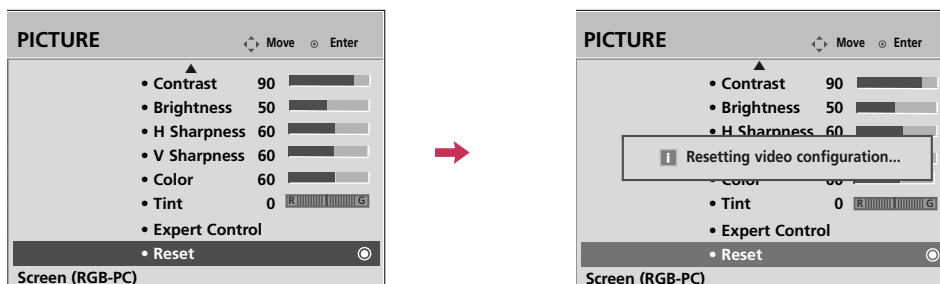 PICTURE Move Enter
• Contrast 90
• Brightness 50
• H Sharpness 60
• V Sharpness 60
• Color 60
• Tint 0 R G
• Expert Control
• Reset
Screen (RGB-PC)
PICTURE Move Enter
• Contrast 90
• Brightness 50
• H Sharpness 60
i Resetting video configuration...
• Color 60
• Tint 0 R G
• Expert Control
• Reset
Screen (RGB-PC)